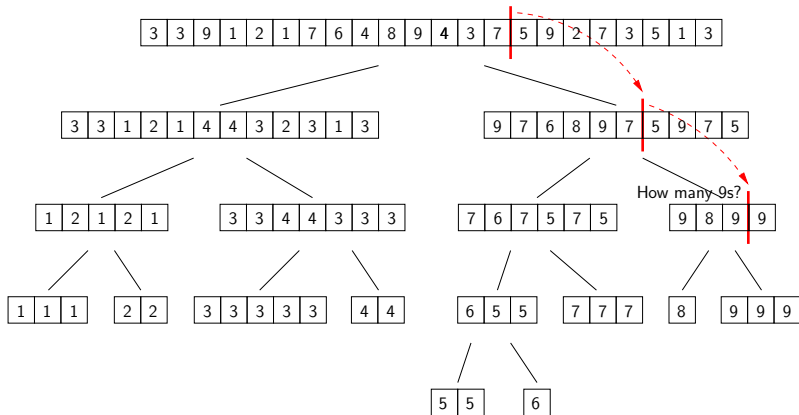 3 3 9 1 2 1 7 6 4 8 9 4 3 7 5 9 2 7 3 5 1 3
3 3 1 2 1 4 4 3 2 3 1 3
9 7 6 8 9 7 5 9 7 5
How many 9s?
1 2 1 2 1
3 3 4 4 3 3 3
7 6 7 5 7 5
9 8 9 9
1 1 1
2 2
3 3 3 3 3
4 4
6 5 5
7 7 7
8
9 9 9
5 5
6